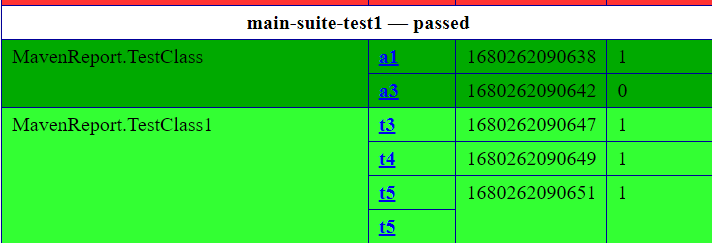 main-suite-test1 — passed
MavenReport.TestClass a1 1680262090638 1
a3 1680262090642 0
MavenReport.TestClass1 t3 1680262090647 1
t4 1680262090649 1
t5 1680262090651 1
t5